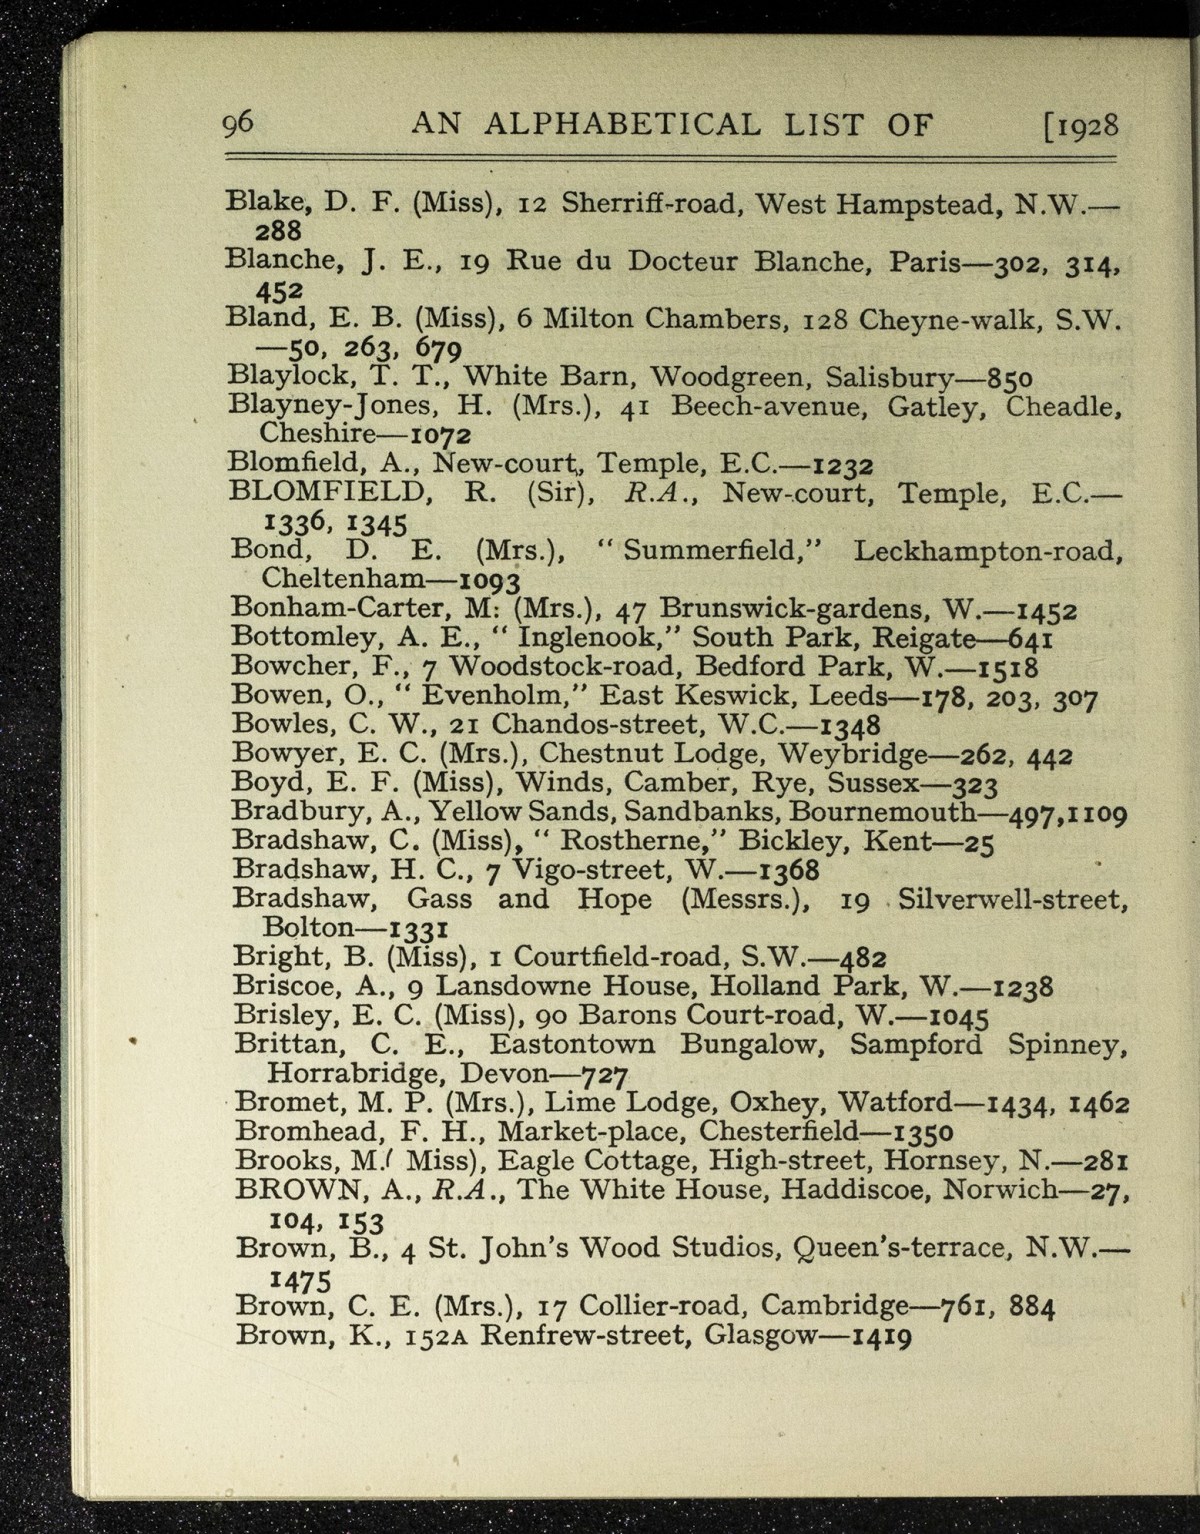 96 AN ALPHABETICAL LIST OF [1928
Blake, D. F. (Miss), 12 Sherriff-road, West Hampstead, N.W.—
288
Blanche, J. E., 19 Rue du Docteur Blanche, Paris—302, 314,
452
Bland, E. B. (Miss), 6 Milton Chambers, 128 Cheyne-walk, S.W.
—50, 263, 679
Blaylock, T. T., White Barn, Woodgreen, Salisbury—850
Blayney-Jones, H. (Mrs.), 41 Beech-avenue, Gatley, Cheadle,
Cheshire—1072
Blomfield, A., New-court, Temple, E.C.—1232
BLOMFIELD, R. (Sir), R.A., New-court, Temple, E.C.—
1336, 1345
Bond, D. E. (Mrs.), “ Summerfield,” Leckhampton-road,
Cheltenham—1093
Bonham-Carter, M: (Mrs.), 47 Brunswick-gardens, W.—1452
Bottomley, A. E., “ Inglenook,” South Park, Reigate—641
Bowcher, F., 7 Woodstock-road, Bedford Park, W.—1518
Bowen, O., “ Evenholm,” East Keswick, Leeds—178, 203, 307
Bowles, C. W., 21 Chandos-street, W.C.—1348
Bowyer, E. C. (Mrs.), Chestnut Lodge, Weybridge—262, 442
Boyd, E. F. (Miss), Winds, Camber, Rye, Sussex—323
Bradbury, A., Yellow Sands, Sandbanks, Bournemouth—497,1109
Bradshaw, C. (Miss), “ Rostherne,” Bickley, Kent—25
Bradshaw, H. C., 7 Vigo-street, W.—1368
Bradshaw, Gass and Hope (Messrs.), 19 Silverwell-street,
Bolton—1331
Bright, B. (Miss), 1 Courtfield-road, S.W.—482
Briscoe, A., 9 Lansdowne House, Holland Park, W.—1238
Brisley, E. C. (Miss), 90 Barons Court-road, W.—1045
Brittan, C. E., Eastontown Bungalow, Sampford Spinney,
Horrabridge, Devon—727
Bromet, M. P. (Mrs.), Lime Lodge, Oxhey, Watford—1434, 1462
Bromhead, F. H., Market-place, Chesterfield—1350
Brooks, M.( Miss), Eagle Cottage, High-street, Hornsey, N.—281
BROWN, A., R.A., The White House, Haddiscoe, Norwich—27,
104, 153
Brown, B., 4 St. John's Wood Studios, Queen's-terrace, N.W.—
1475
Brown, C. E. (Mrs.), 17 Collier-road, Cambridge—761, 884
Brown, K., 152A Renfrew-street, Glasgow—1419